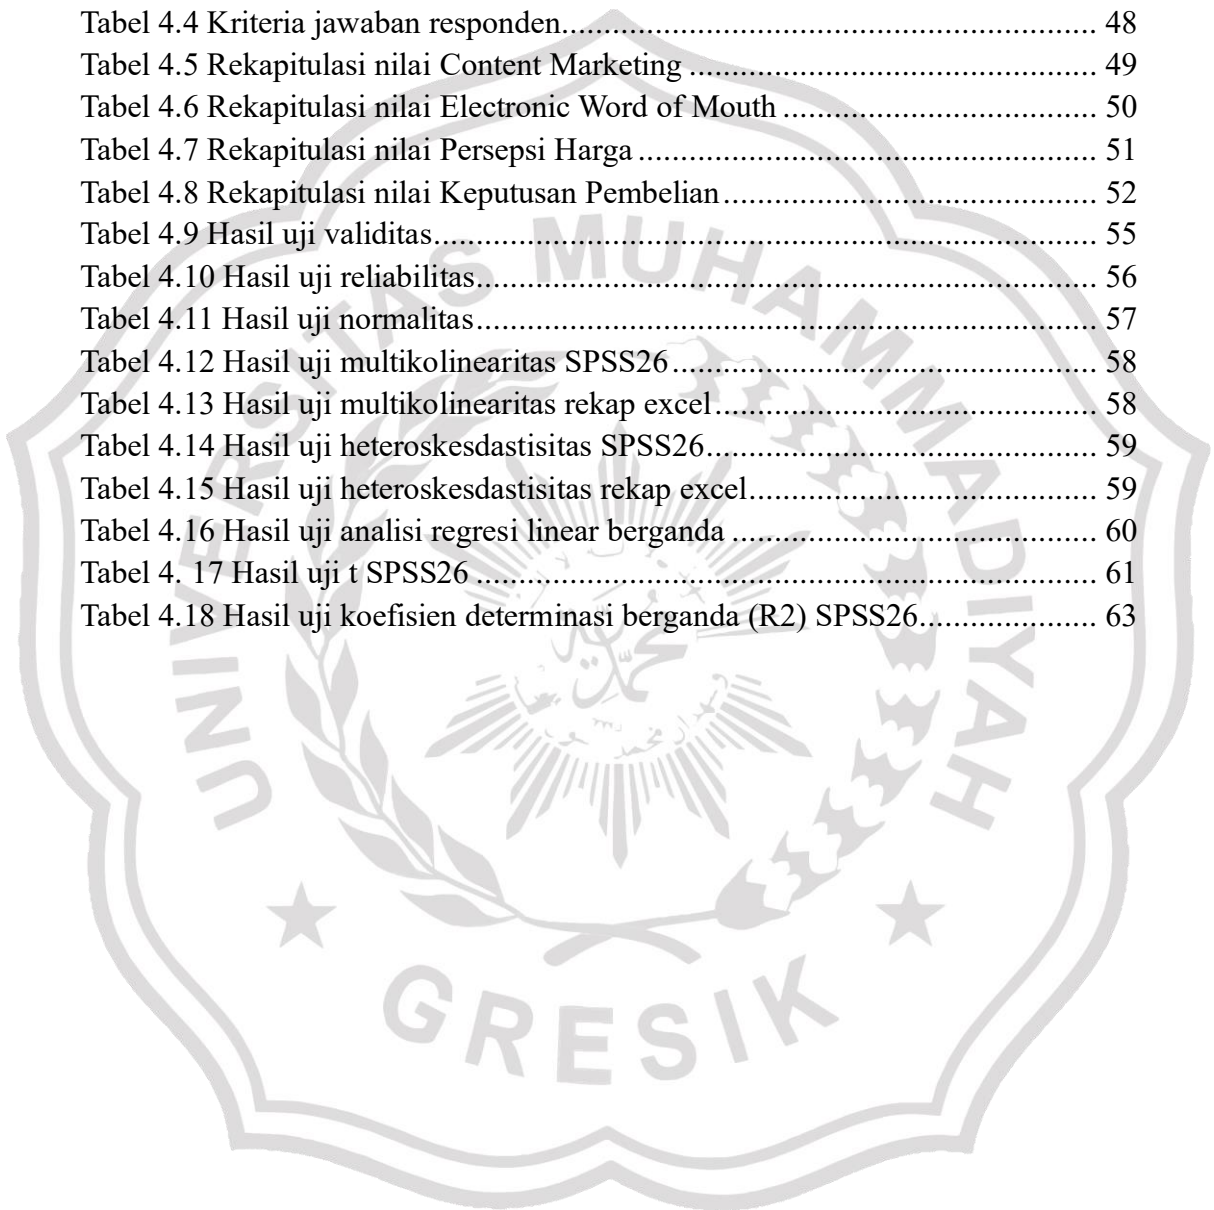 Tabel 4.4 Kriteria jawaban responden.................................................................... 48
Tabel 4.5 Rekapitulasi nilai Content Marketing ................................................... 49
Tabel 4.6 Rekapitulasi nilai Electronic Word of Mouth ....................................... 50
Tabel 4.7 Rekapitulasi nilai Persepsi Harga ......................................................... 51
Tabel 4.8 Rekapitulasi nilai Keputusan Pembelian............................................... 52
Tabel 4.9 Hasil uji validitas................................................................................... 55
Tabel 4.10 Hasil uji reliabilitas.............................................................................. 56
Tabel 4.11 Hasil uji normalitas.............................................................................. 57
Tabel 4.12 Hasil uji multikolinearitas SPSS26 ..................................................... 58
Tabel 4.13 Hasil uji multikolinearitas rekap excel................................................ 58
Tabel 4.14 Hasil uji heteroskesdastisitas SPSS26................................................. 59
Tabel 4.15 Hasil uji heteroskesdastisitas rekap excel............................................ 59
Tabel 4.16 Hasil uji analisi regresi linear berganda .............................................. 60
Tabel 4. 17 Hasil uji t SPSS26 .............................................................................. 61
Tabel 4.18 Hasil uji koefisien determinasi berganda (R2) SPSS26...................... 63
UNIVERSITAS MUHAMMADIYAH
GRESIK